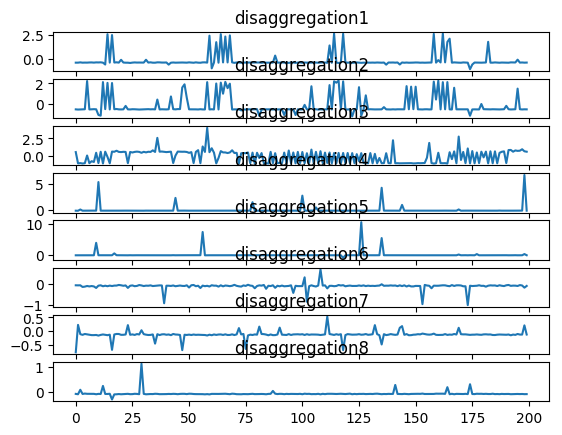 disaggregation1
2.5
0.0
disaggregation2
2
0
disaggregation3
2.5
0.0
disaggregation4
5
0
disaggregation5
10
0
disaggregation6
0
−1
disaggregation7
0.5
0.0
−0.5
disaggregation8
1
0
0 25 50 75 100 125 150 175 200